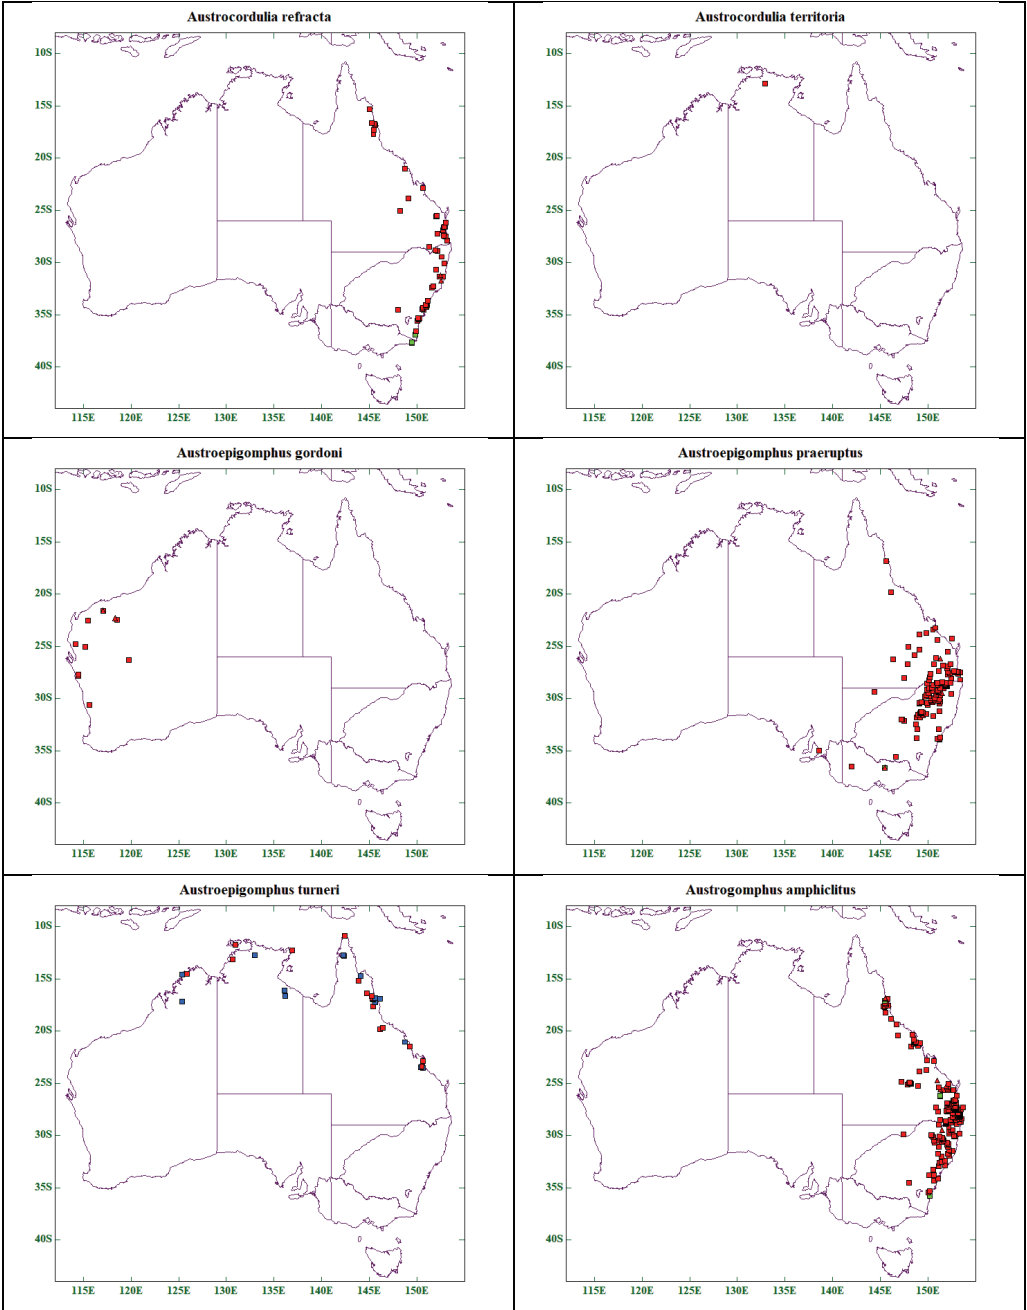 Austrocordulia refracta
10S
15S
20S
25S
30S
35S
40S
115E 120E 125E 130E 135E 140E 145E 150E
Austrocordulia territoria
10S
15S
20S
25S
30S
35S
40S
115E 120E 125E 130E 135E 140E 145E 150E
Austroepigomphus gordoni
10S
15S
20S
25S
30S
35S
40S
115E 120E 125E 130E 135E 140E 145E 150E
Austroepigomphus praeruptus
10S
15S
20S
25S
30S
35S
40S
115E 120E 125E 130E 135E 140E 145E 150E
Austroepigomphus turneri
10S
15S
20S
25S
30S
35S
40S
115E 120E 125E 130E 135E 140E 145E 150E
Austrogomphus amphiclitus
10S
15S
20S
25S
30S
35S
40S
115E 120E 125E 130E 135E 140E 145E 150E